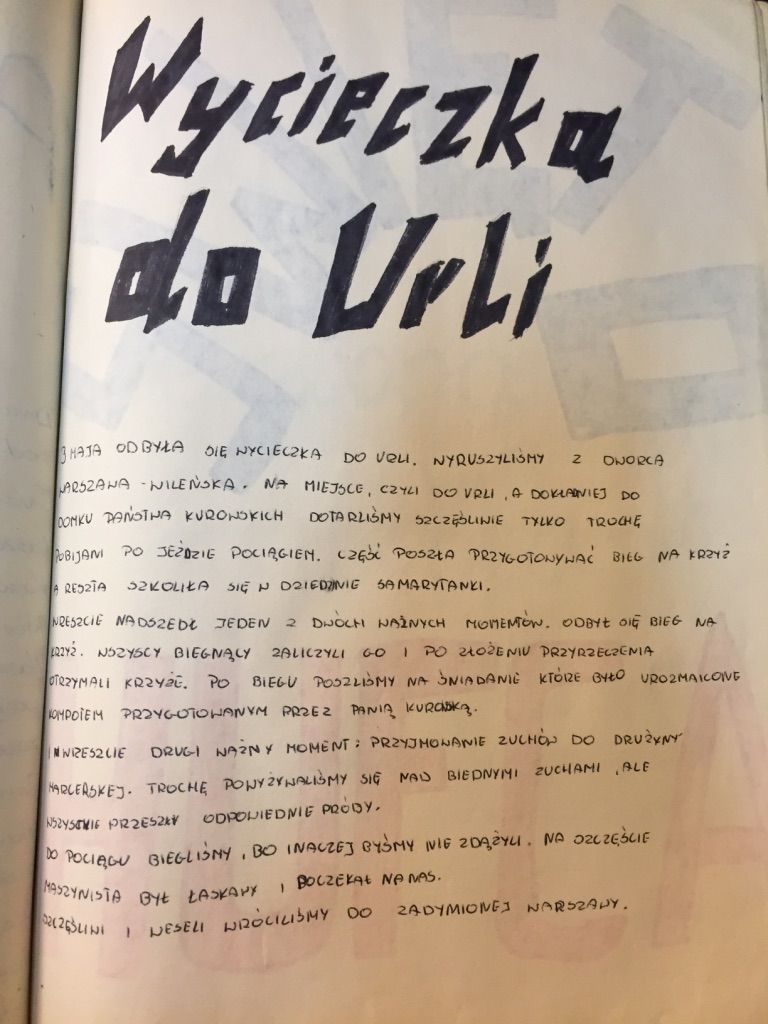 Wycieczka
do Urli
3 MAJA ODBYŁA SIĘ WYCIECZKA DO URLI. WYRUSZYLIŚMY Z DWORCA
WARSZAWA - WILEŃSKA. NA MIEJSCE, CZYLI DO URLI, A DOKŁADNIEJ DO
DOMKU PAŃSTWA KUROWSKICH DOTARLIŚMY SZCZĘŚLIWIE TYLKO TROCHĘ
POBIJANI PO JEŹDZIE POCIĄGIEM. CZĘŚĆ POSZŁA PRZYGOTOWYWAĆ BIEG NA KRZYŻ
A RESZTA SZKOLIŁA SIĘ W DZIEDZINIE SAMARYTANKI.
WRESZCIE NADSZEDŁ JEDEN Z DWÓCH WAŻNYCH MOMENTÓW. ODBYŁ SIĘ BIEG NA
KRZYŻ. WSZYSCY BIEGNĄCY ZALICZYLI GO I PO ZŁOŻENIU PRZYRZECZENIA
OTRZYMALI KRZYŻE. PO BIEGU POSZLIŚMY NA ŚNIADANIE KTÓRE BYŁO UROZMAICONE
KOMPOTEM PRZYGOTOWANYM PRZEZ PANIĄ KUROWSKĄ.
I WRESZCIE DRUGI WAŻNY MOMENT: PRZYJMOWANIE ZUCHÓW DO DRUŻYNY
HARCERSKEJ. TROCHĘ POWYŻYWALIŚMY SIĘ NAD BIEDNYMI ZUCHAMI, ALE
WSZYSTKIE PRZESZŁY ODPOWIEDNIE PRÓBY.
DO POCIĄGU BIEGLIŚMY, BO INACZEJ BYŚMY NIE ZDĄŻYLI. NA SZCZĘŚCIE
MASZYNISTA BYŁ ŁASKAWY I POCZEKAŁ NA NAS.
SZCZĘŚLIWI I WESELI WRÓCILIŚMY DO ZADYMIONEJ WARSZAWY.